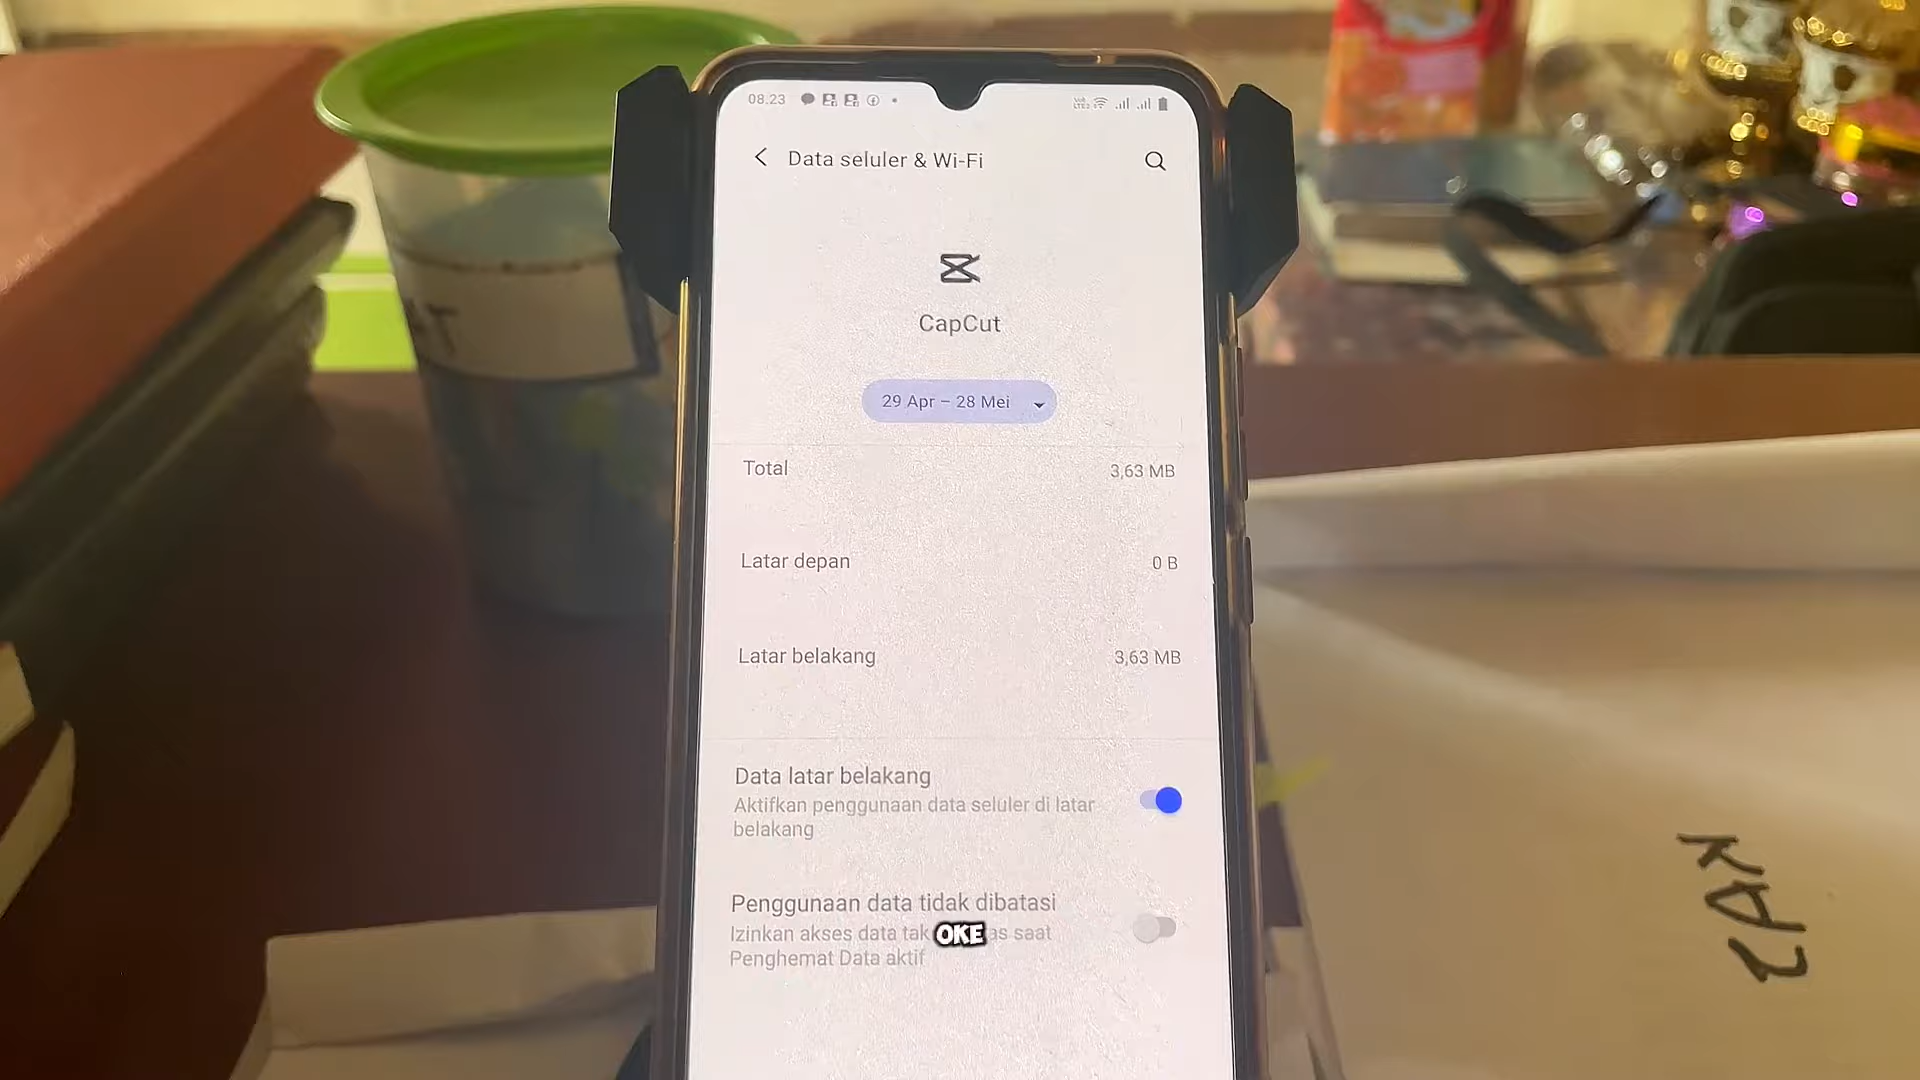 08.23
Data seluler & Wi-Fi
CapCut
29 Apr – 28 Mei
Total 3,63 MB
Latar depan 0 B
Latar belakang 3,63 MB
Data latar belakang
Aktifkan penggunaan data seluler di latar
belakang
Penggunaan data tidak dibatasi
Izinkan akses data tak as saat
OKE
Penghemat Data aktif